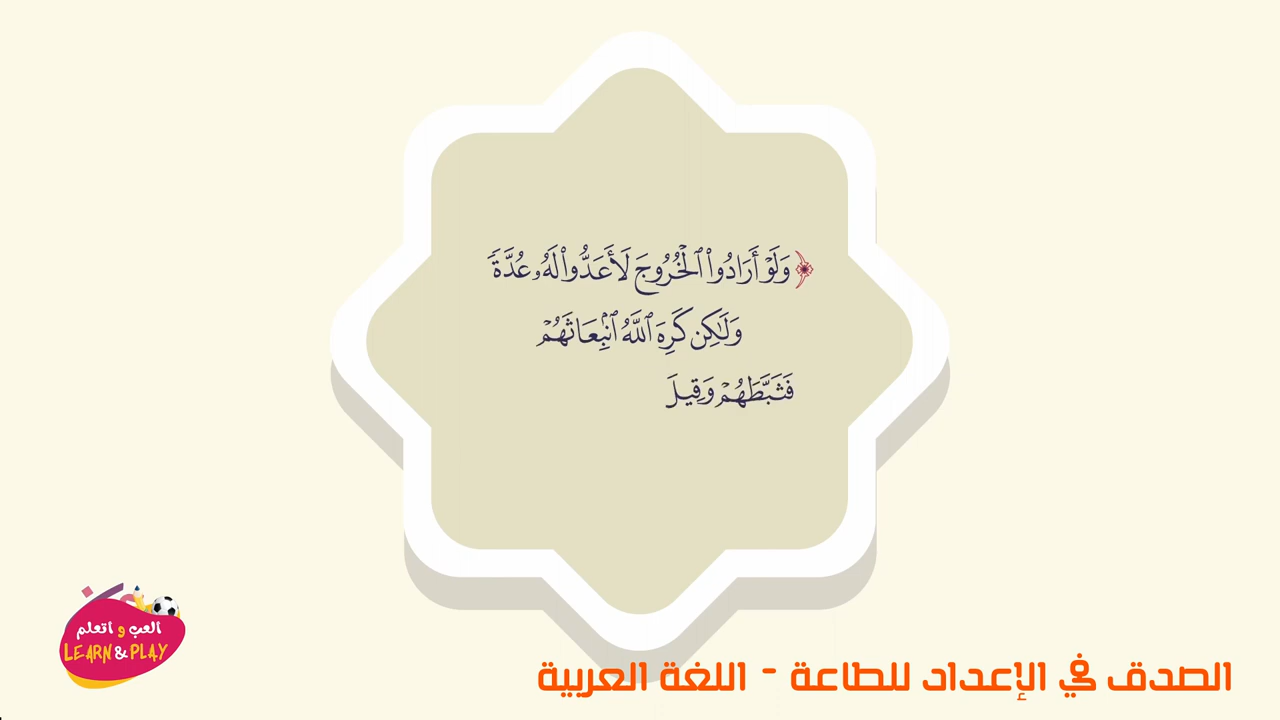 ﴿وَلَوْ أَرَادُوا۟ ٱلْخُرُوجَ لَأَعَدُّوا۟ لَهُۥ عُدَّةً
وَلَـٰكِن كَرِهَ ٱللَّهُ ٱنۢبِعَاثَهُمْ
فَثَبَّطَهُمْ وَقِيلَ
العب و اتعلم
LEARN & PLAY
الصدق في الإعداد للطاعة - اللغة العربية